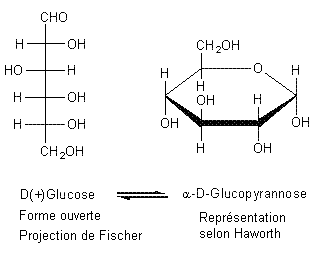 CHO
H OH
HO H
H OH
H OH
CH₂OH
CH₂OH
H O H
H
H OH
OH H OH
H OH
D(+)Glucose α-D-Glucopyrannose
Forme ouverte
Projection de Fischer
Représentation
selon Haworth